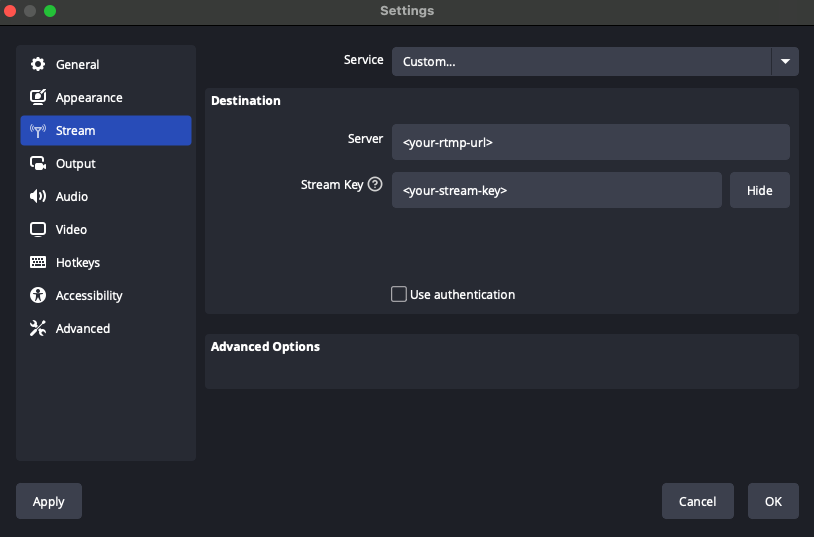 Settings
General
Appearance
Stream
Output
Audio
Video
Hotkeys
Accessibility
Advanced
Service
Custom...
Destination
Server
<your-rtmp-url>
Stream Key ?
<your-stream-key>
Hide
Use authentication
Advanced Options
Apply
Cancel
OK